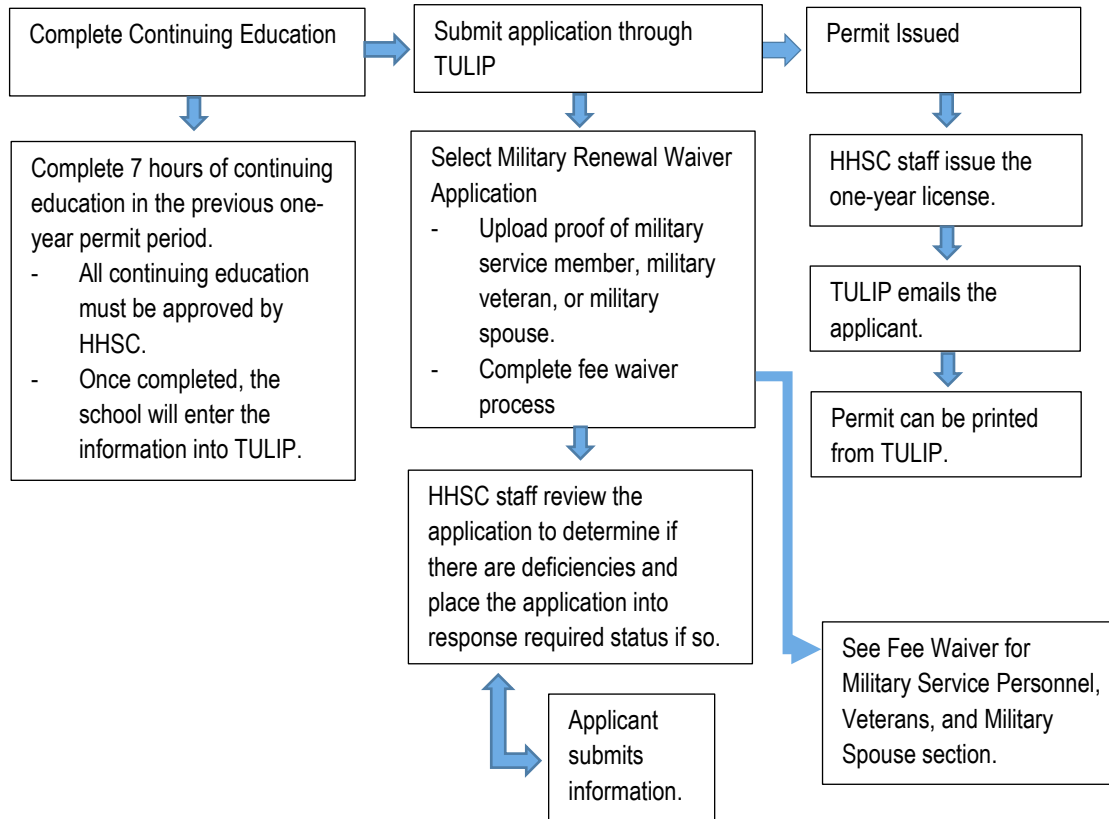 Complete Continuing Education
Submit application through
TULIP
Permit Issued
Complete 7 hours of continuing
education in the previous one-
year permit period.
- All continuing education
must be approved by
HHSC.
- Once completed, the
school will enter the
information into TULIP.
Select Military Renewal Waiver
Application
- Upload proof of military
service member, military
veteran, or military
spouse.
- Complete fee waiver
process
HHSC staff review the
application to determine if
there are deficiencies and
place the application into
response required status if so.
Applicant
submits
information.
HHSC staff issue the
one-year license.
TULIP emails the
applicant.
Permit can be printed
from TULIP.
See Fee Waiver for
Military Service Personnel,
Veterans, and Military
Spouse section.